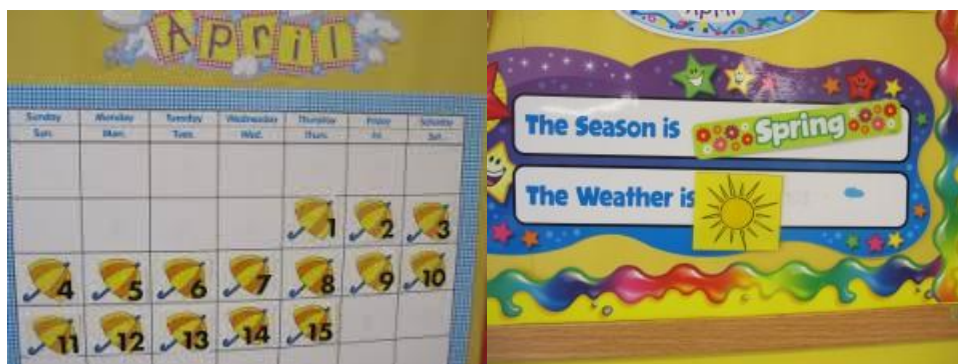 April
Sunday Monday Tuesday Wednesday Thursday Friday Saturday
Sun. Mon. Tues. Wed. Thurs. Fri. Sat.
1 2 3
4 5 6 7 8 9 10
11 12 13 14 15
April
The Season is Spring
The Weather is